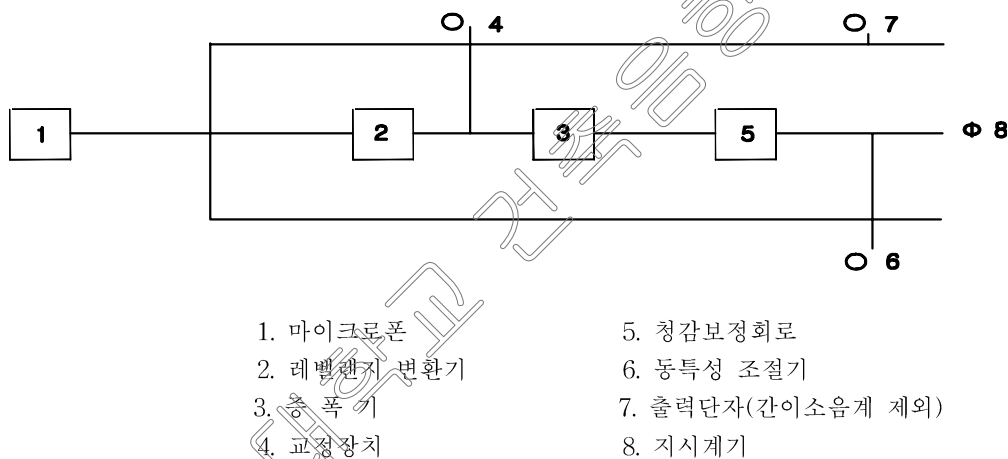 4
7
1
2
3
5
Φ 8
6
1. 마이크로폰
2. 레벨렌지 변환기
3. 증 폭 기
4. 교정장치
5. 청감보정회로
6. 동특성 조절기
7. 출력단자(간이소음계 제외)
8. 지시계기